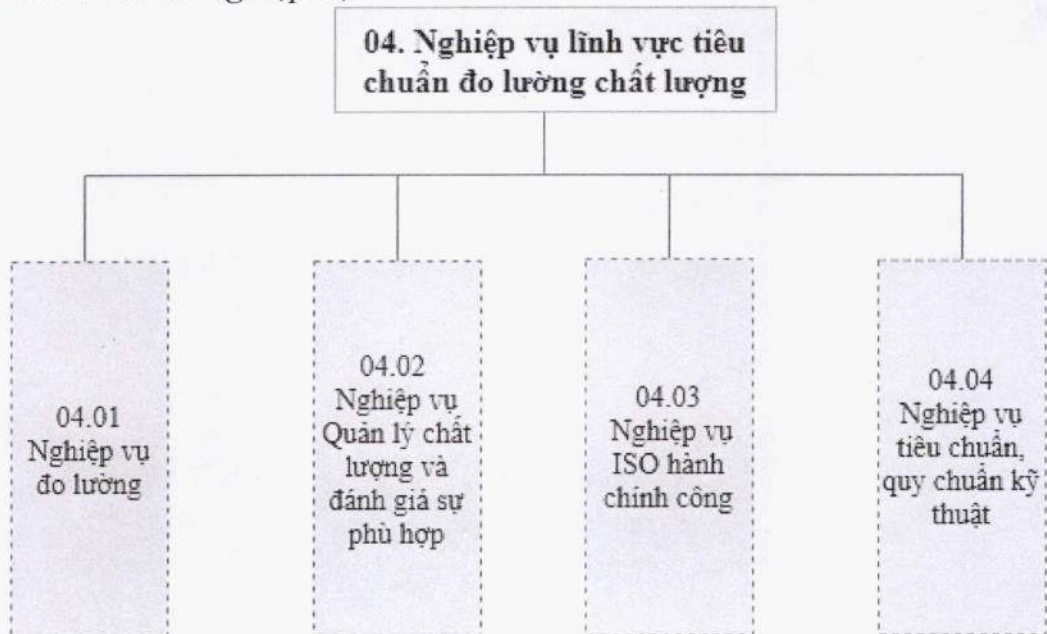 04. Nghiệp vụ lĩnh vực tiêu
chuẩn đo lường chất lượng
04.01
Nghiệp vụ
đo lường
04.02
Nghiệp vụ
Quản lý chất
lượng và
đánh giá sự
phù hợp
04.03
Nghiệp vụ
ISO hành
chính công
04.04
Nghiệp vụ
tiêu chuẩn,
quy chuẩn kỹ
thuật